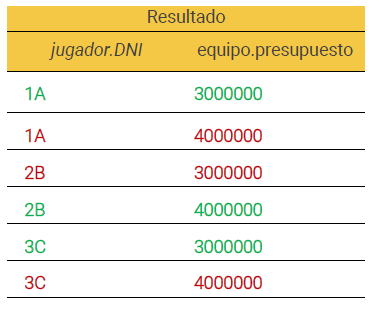 Resultado
jugador.DNI equipo.presupuesto
1A 3000000
1A 4000000
2B 3000000
2B 4000000
3C 3000000
3C 4000000